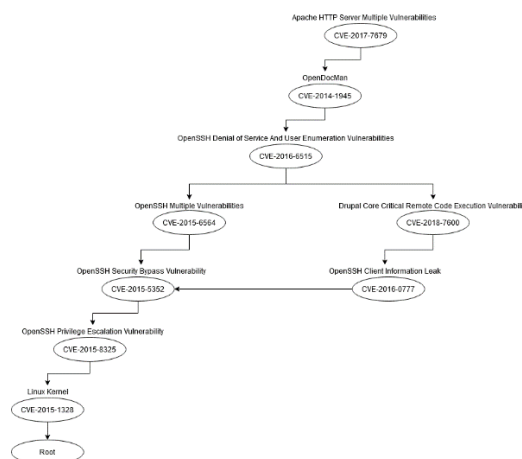 Apache HTTP Server Multiple Vulnerabilities
CVE-2017-7679
OpenDocMan
CVE-2014-1945
OpenSSH Denial of Service And User Enumeration Vulnerabilities
CVE-2016-6515
OpenSSH Multiple Vulnerabilities
CVE-2015-6564
Drupal Core Critical Remote Code Execution Vulnerabili
CVE-2018-7600
OpenSSH Security Bypass Vulnerability
CVE-2015-5352
OpenSSH Client Information Leak
CVE-2016-0777
OpenSSH Privilege Escalation Vulnerability
CVE-2015-8325
Linux Kernel
CVE-2015-1328
Root